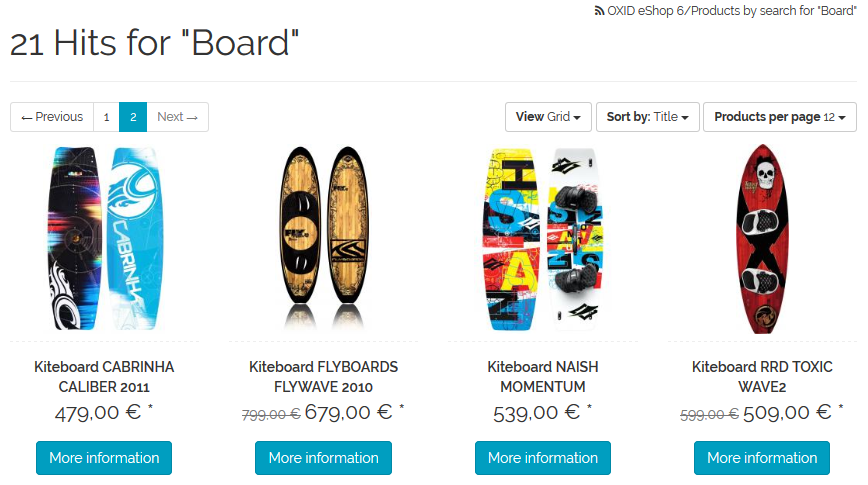 OXID eShop 6/Products by search for "Board"
21 Hits for "Board"
← Previous 1 2 Next →
View Grid Sort by: Title Products per page 12
CABRINHA
Kiteboard CABRINHA
CALIBER 2011
479,00 € *
More information
Kiteboard FLYBOARDS
FLYWAVE 2010
799,00 € 679,00 € *
More information
Kiteboard NAISH
MOMENTUM
539,00 € *
More information
Kiteboard RRD TOXIC
WAVE2
599,00 € 509,00 € *
More information